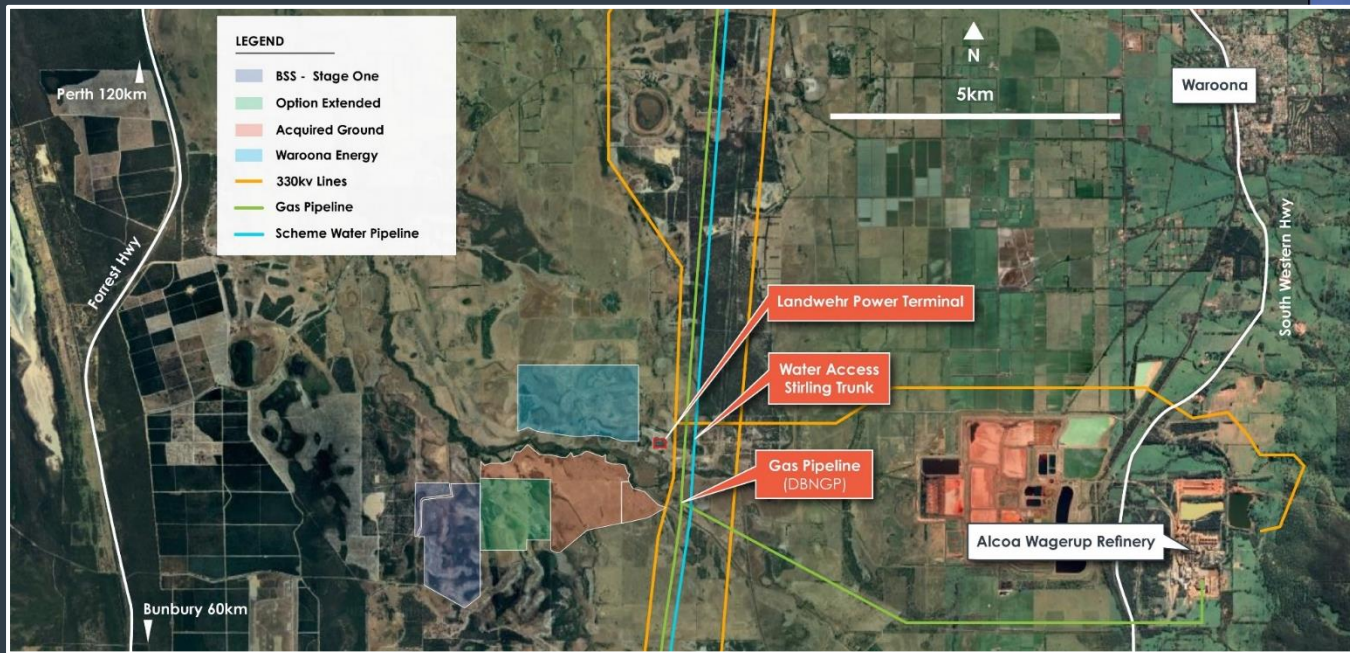 LEGEND
BSS - Stage One
Option Extended
Acquired Ground
Waroona Energy
330kv Lines
Gas Pipeline
Scheme Water Pipeline
Perth 120km
Forrest Hwy
Bunbury 60km
N
5km
Waroona
South Western Hwy
Landwehr Power Terminal
Water Access
Stirling Trunk
Gas Pipeline
(DBNGP)
Alcoa Wagerup Refinery